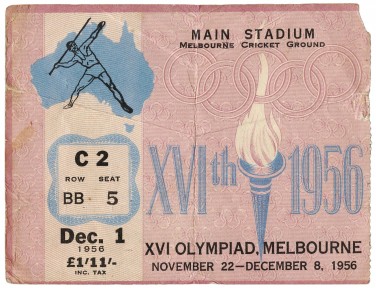 MAIN STADIUM
MELBOURNE CRICKET GROUND
C 2
ROW SEAT
BB 5
XVIth 1956
Dec. 1
1956
£1/11/-
INC. TAX
XVI OLYMPIAD, MELBOURNE
NOVEMBER 22—DECEMBER 8, 1956